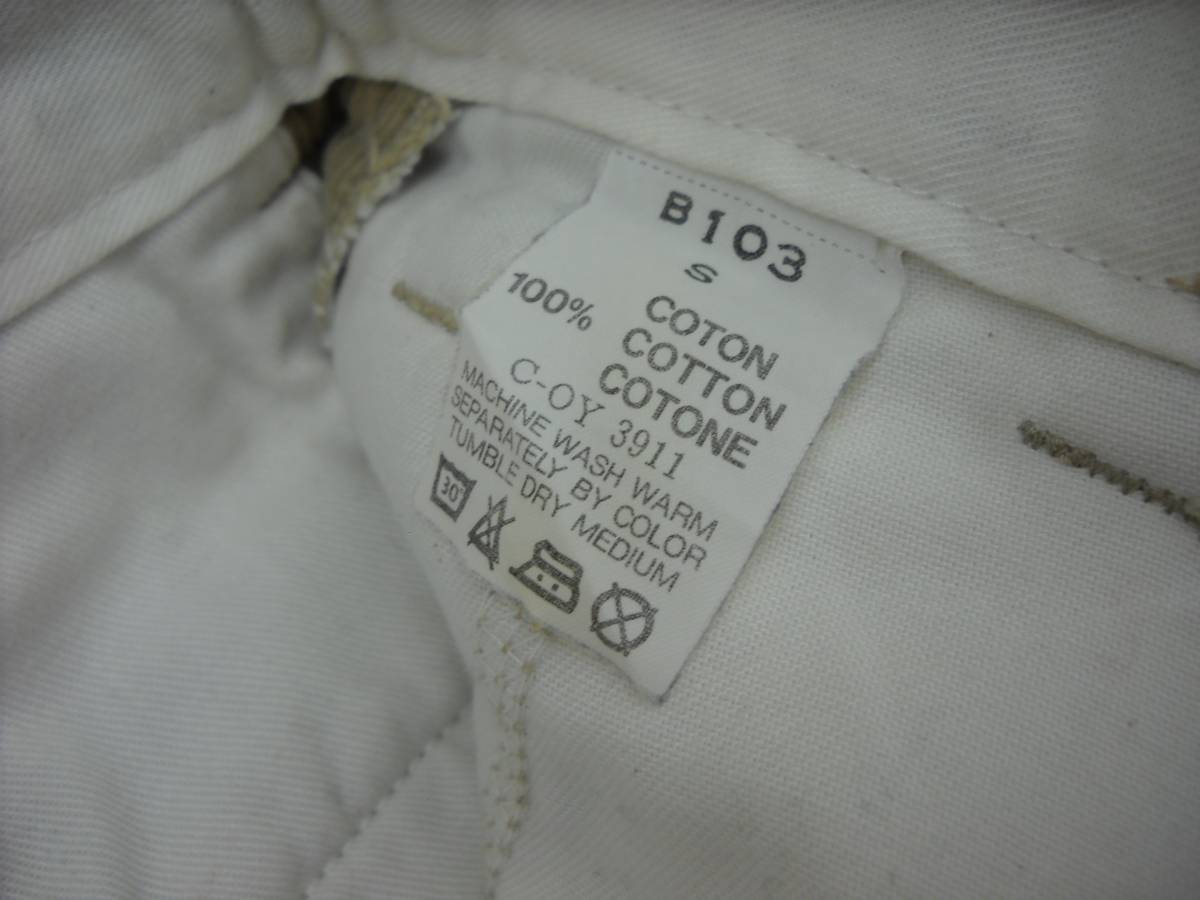 B103
S
100% COTON
COTTON
COTONE
C-OY 3911
MACHINE WASH WARM
SEPARATELY BY COLOR
TUMBLE DRY MEDIUM
30°